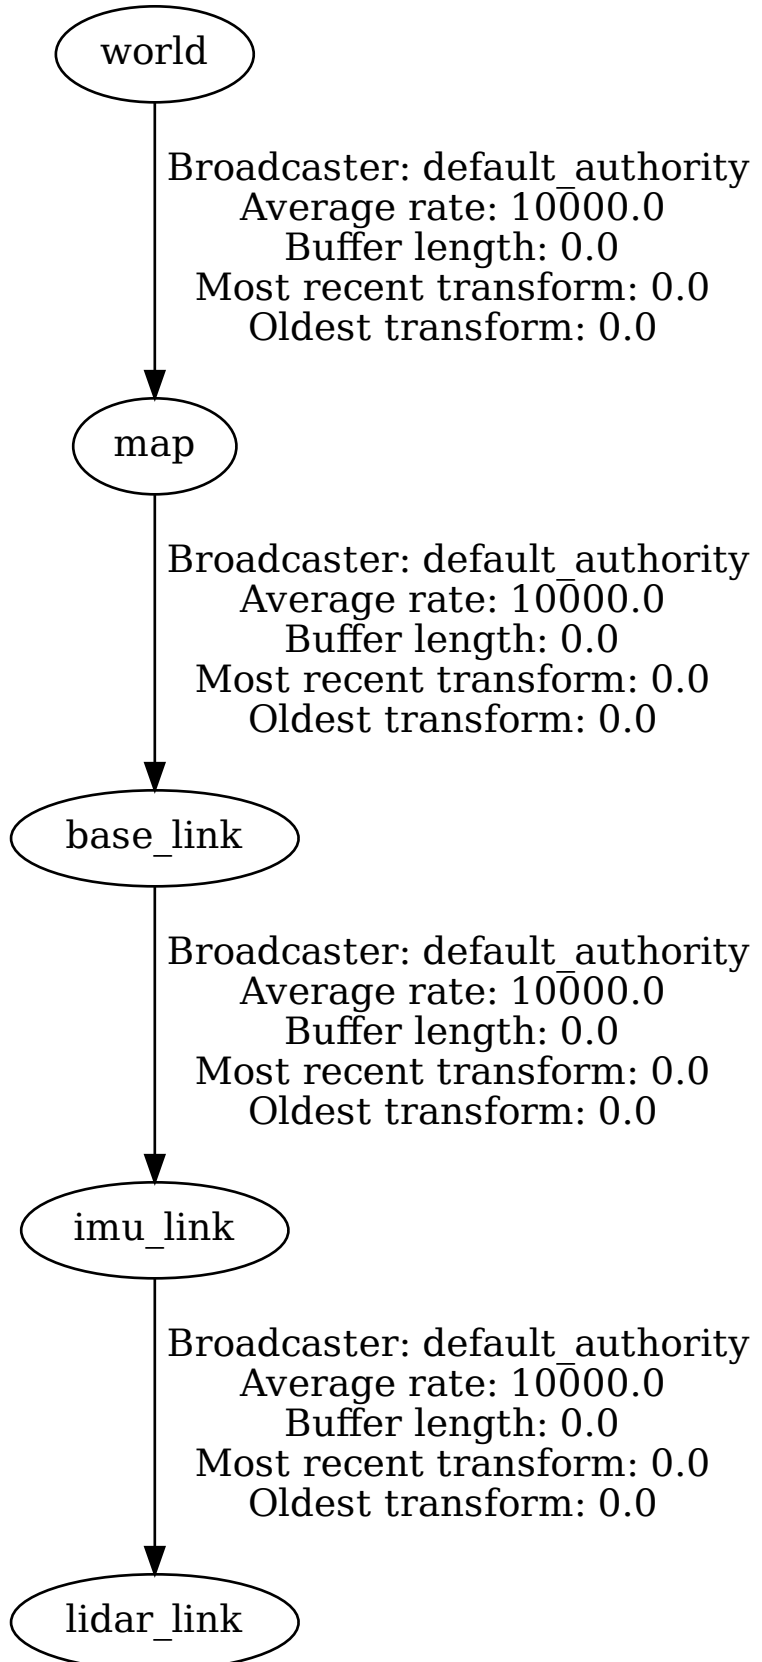 world
Broadcaster: default_authority
Average rate: 10000.0
Buffer length: 0.0
Most recent transform: 0.0
Oldest transform: 0.0
map
Broadcaster: default_authority
Average rate: 10000.0
Buffer length: 0.0
Most recent transform: 0.0
Oldest transform: 0.0
base_link
Broadcaster: default_authority
Average rate: 10000.0
Buffer length: 0.0
Most recent transform: 0.0
Oldest transform: 0.0
imu_link
Broadcaster: default_authority
Average rate: 10000.0
Buffer length: 0.0
Most recent transform: 0.0
Oldest transform: 0.0
lidar_link